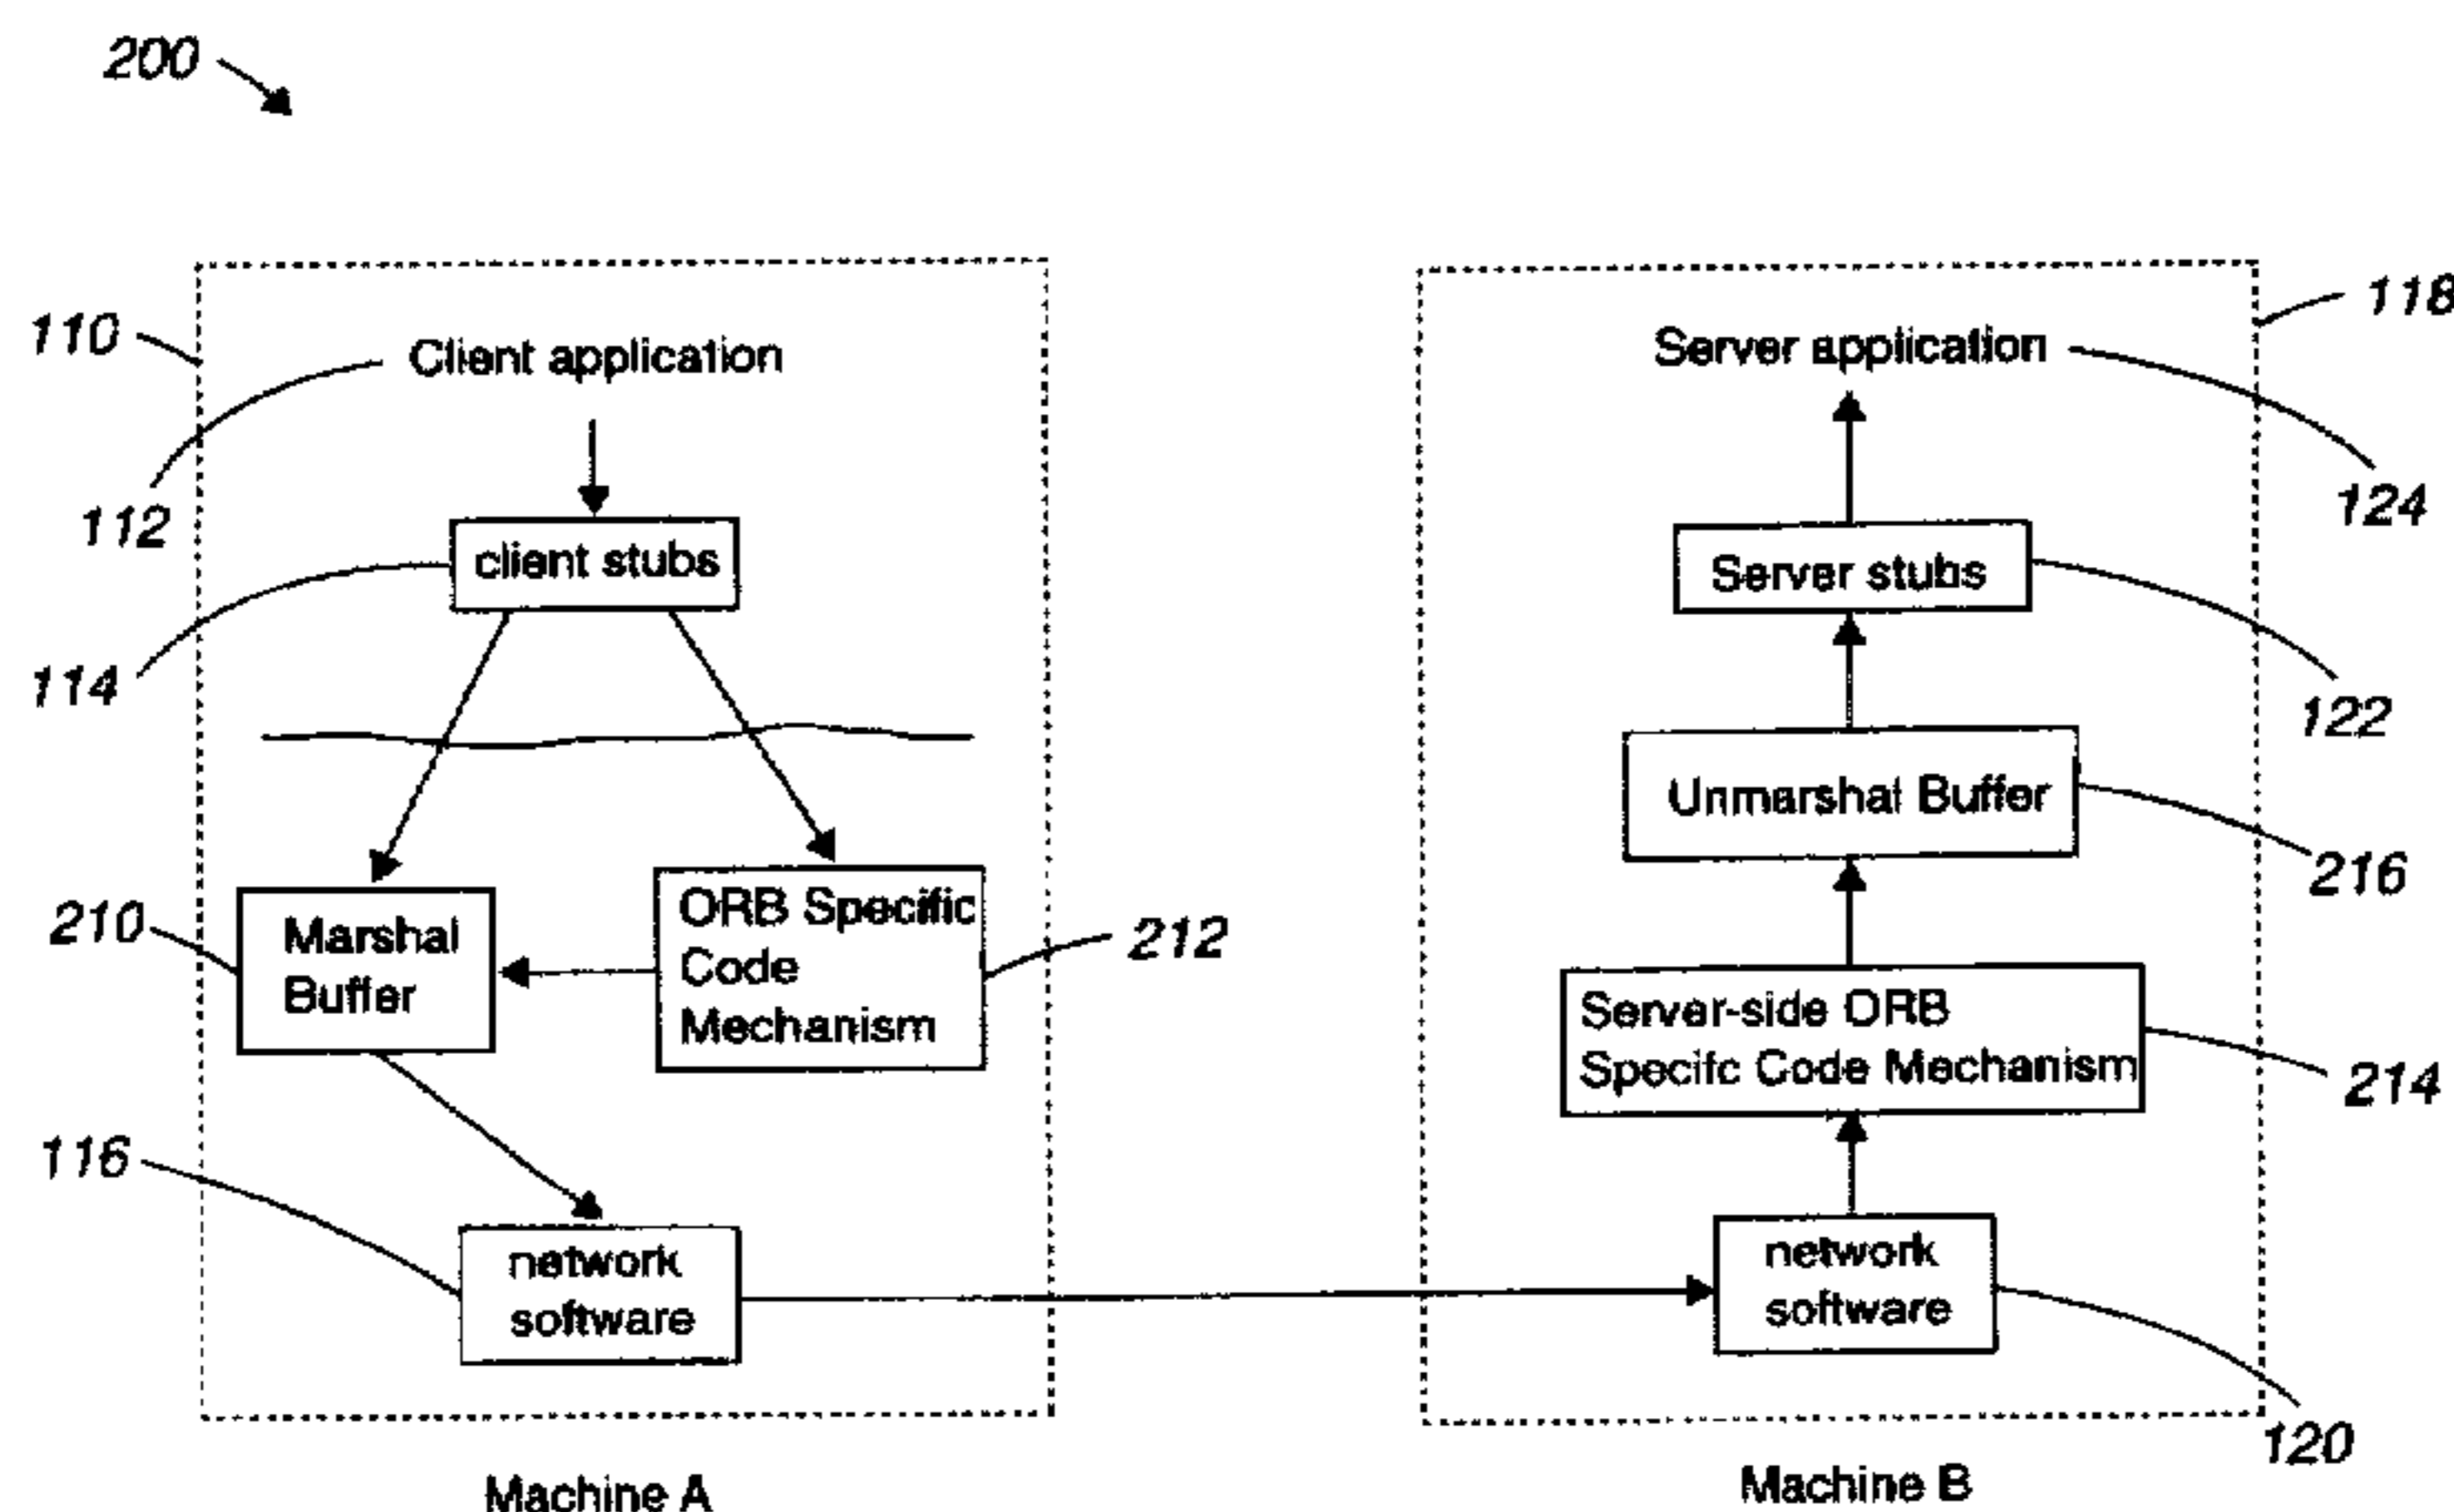 200
110
Client application
112
client stubs
114
210
Marshal
Buffer
ORB Specific
Code
Mechanism
212
116
network
software
Machine A
118
Server application
124
Server stubs
122
Unmarshal Buffer
216
Server-side ORB
Specifc Code Mechanism
214
network
software
120
Machine B